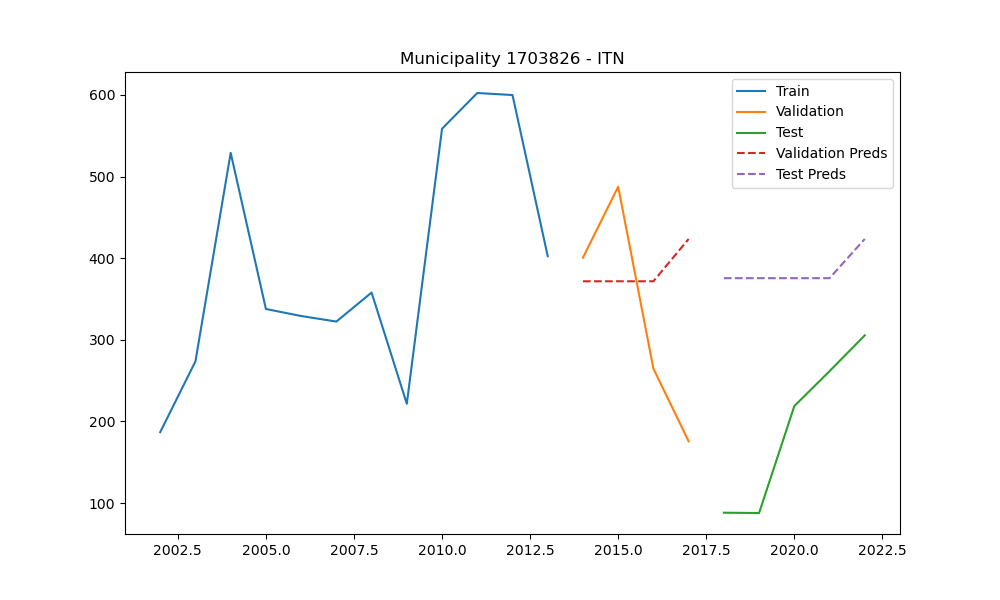 Municipality 1703826 - ITN
Train
Validation
Test
Validation Preds
Test Preds
600
500
400
300
200
100
2002.5 2005.0 2007.5 2010.0 2012.5 2015.0 2017.5 2020.0 2022.5